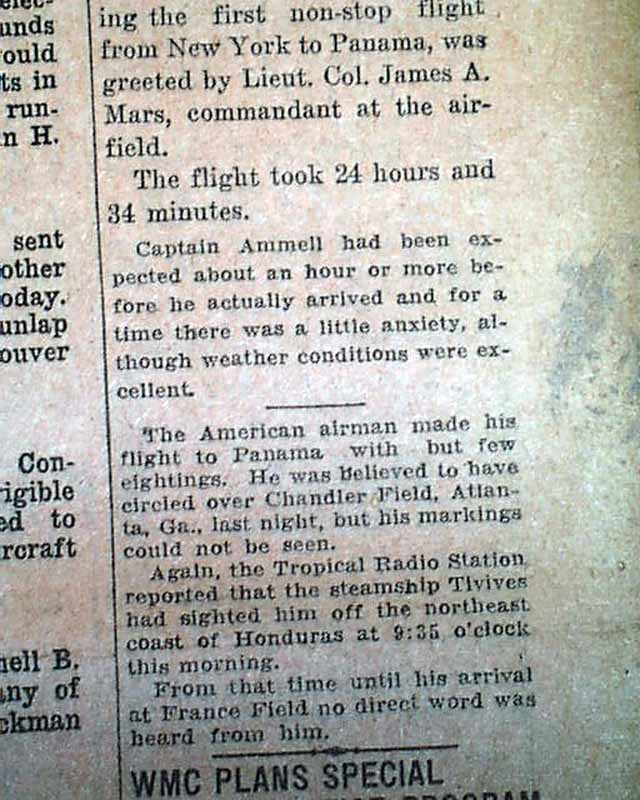 unds
ould
ts in
run-
n H.
sent
other
oday.
unlap
ouver
Con-
rigible
ed to
rcraft
nell B.
any of
ckman
ing the first non-stop flight
from New York to Panama, was
greeted by Lieut. Col. James A.
Mars, commandant at the air-
field.
The flight took 24 hours and
34 minutes.
Captain Ammell had been ex-
pected about an hour or more be-
fore he actually arrived and for a
time there was a little anxiety, al-
though weather conditions were ex-
cellent.
The American airman made his
flight to Panama with but few
eightings. He was believed to have
circled over Chandler Field, Atlan-
ta, Ga., last night, but his markings
could not be seen.
Again, the Tropical Radio Station
reported that the steamship Tivives
had sighted him off the northeast
coast of Honduras at 9:35 o'clock
this morning.
From that time until his arrival
at France Field no direct word was
heard from him.
WMC PLANS SPECIAL
PROGRAM